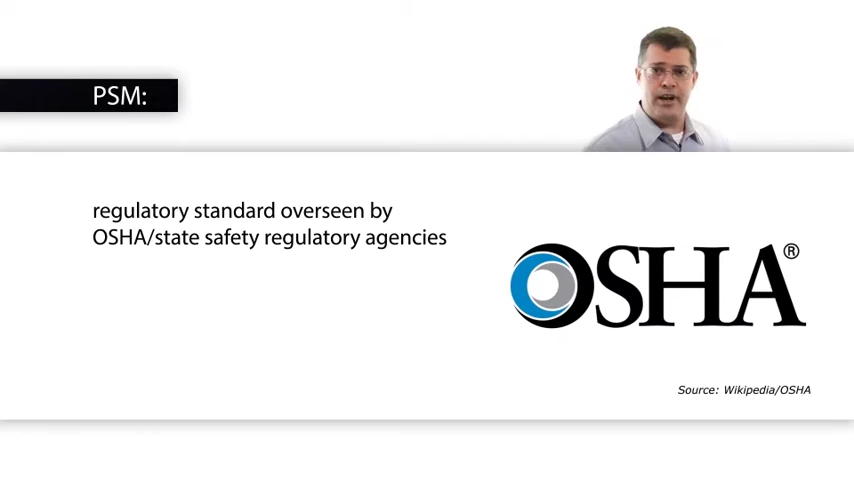 PSM:
regulatory standard overseen by
OSHA/state safety regulatory agencies
OSHA®
Source: Wikipedia/OSHA